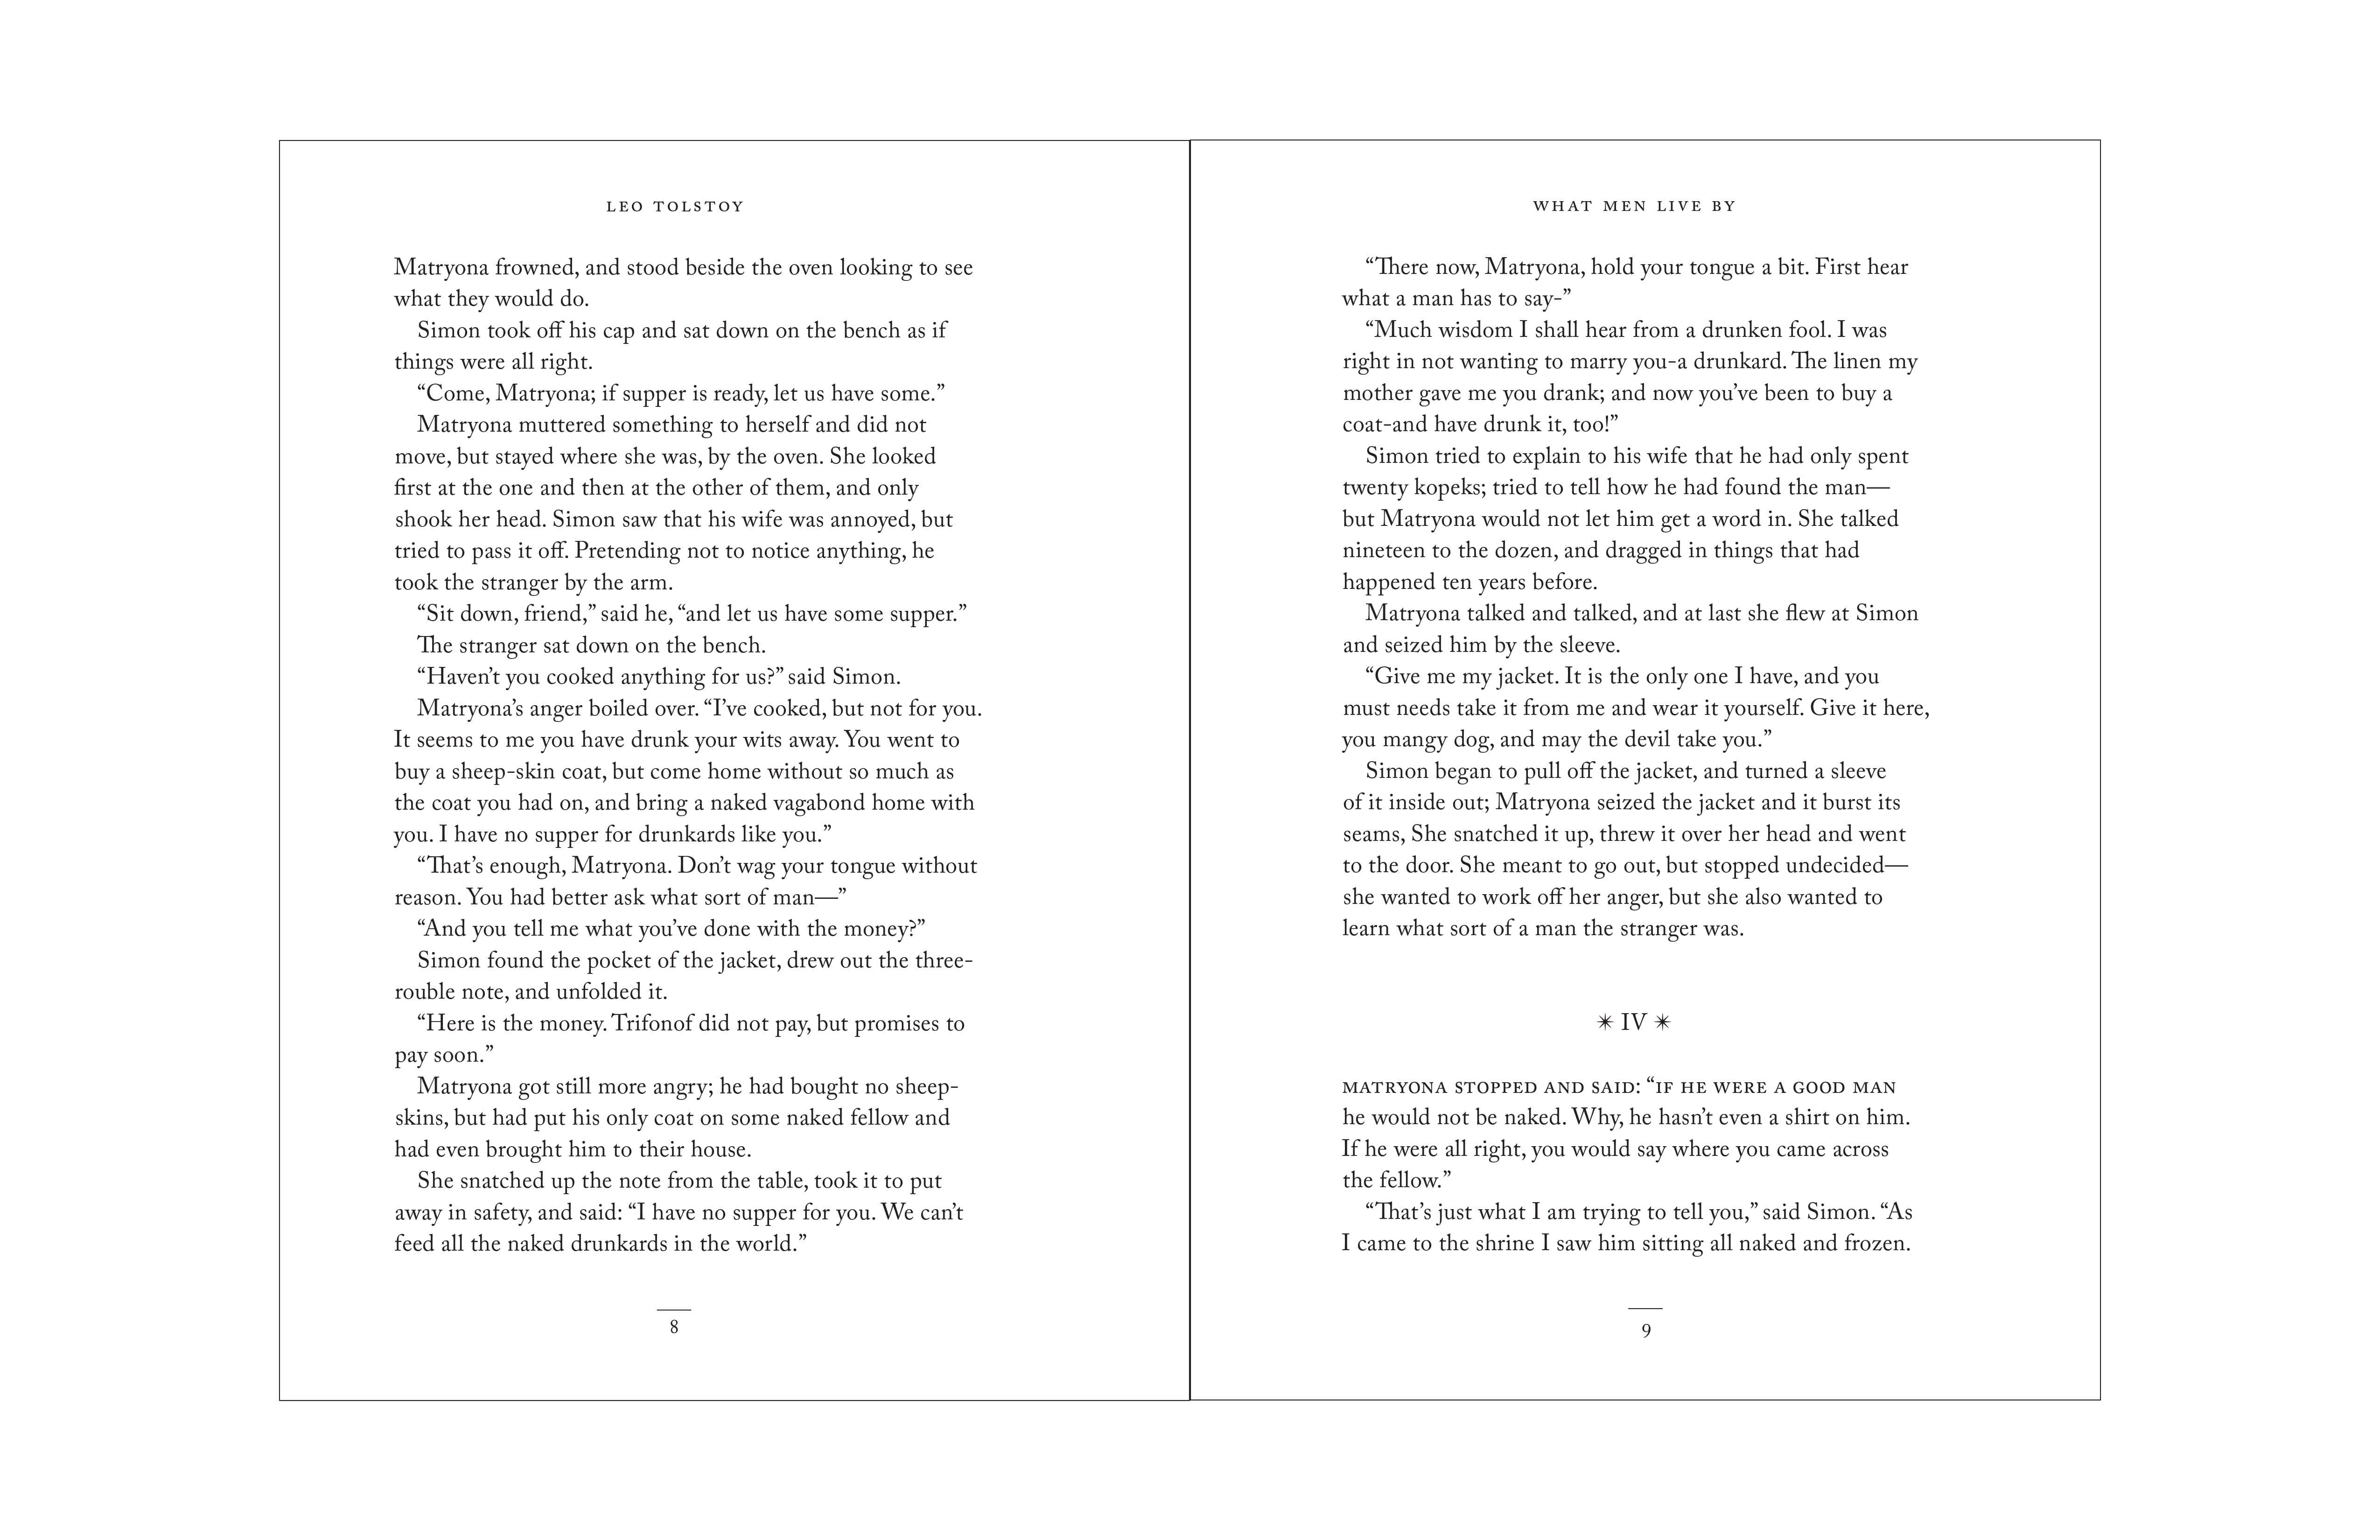 LEO TOLSTOY
Matryona frowned, and stood beside the oven looking to see
what they would do.
Simon took off his cap and sat down on the bench as if
things were all right.
“Come, Matryona; if supper is ready, let us have some.”
Matryona muttered something to herself and did not
move, but stayed where she was, by the oven. She looked
first at the one and then at the other of them, and only
shook her head. Simon saw that his wife was annoyed, but
tried to pass it off. Pretending not to notice anything, he
took the stranger by the arm.
“Sit down, friend,” said he, “and let us have some supper.”
The stranger sat down on the bench.
“Haven’t you cooked anything for us?” said Simon.
Matryona’s anger boiled over. “I’ve cooked, but not for you.
It seems to me you have drunk your wits away. You went to
buy a sheep-skin coat, but come home without so much as
the coat you had on, and bring a naked vagabond home with
you. I have no supper for drunkards like you.”
“That’s enough, Matryona. Don’t wag your tongue without
reason. You had better ask what sort of man—”
“And you tell me what you’ve done with the money?”
Simon found the pocket of the jacket, drew out the three-
rouble note, and unfolded it.
“Here is the money. Trifonof did not pay, but promises to
pay soon.”
Matryona got still more angry; he had bought no sheep-
skins, but had put his only coat on some naked fellow and
had even brought him to their house.
She snatched up the note from the table, took it to put
away in safety, and said: “I have no supper for you. We can’t
feed all the naked drunkards in the world.”
8
WHAT MEN LIVE BY
“There now, Matryona, hold your tongue a bit. First hear
what a man has to say-”
“Much wisdom I shall hear from a drunken fool. I was
right in not wanting to marry you-a drunkard. The linen my
mother gave me you drank; and now you’ve been to buy a
coat-and have drunk it, too!”
Simon tried to explain to his wife that he had only spent
twenty kopeks; tried to tell how he had found the man—
but Matryona would not let him get a word in. She talked
nineteen to the dozen, and dragged in things that had
happened ten years before.
Matryona talked and talked, and at last she flew at Simon
and seized him by the sleeve.
“Give me my jacket. It is the only one I have, and you
must needs take it from me and wear it yourself. Give it here,
you mangy dog, and may the devil take you.”
Simon began to pull off the jacket, and turned a sleeve
of it inside out; Matryona seized the jacket and it burst its
seams, She snatched it up, threw it over her head and went
to the door. She meant to go out, but stopped undecided—
she wanted to work off her anger, but she also wanted to
learn what sort of a man the stranger was.
✴ IV ✴
MATRYONA STOPPED AND SAID: “IF HE WERE A GOOD MAN
he would not be naked. Why, he hasn’t even a shirt on him.
If he were all right, you would say where you came across
the fellow.”
“That’s just what I am trying to tell you,” said Simon. “As
I came to the shrine I saw him sitting all naked and frozen.
9